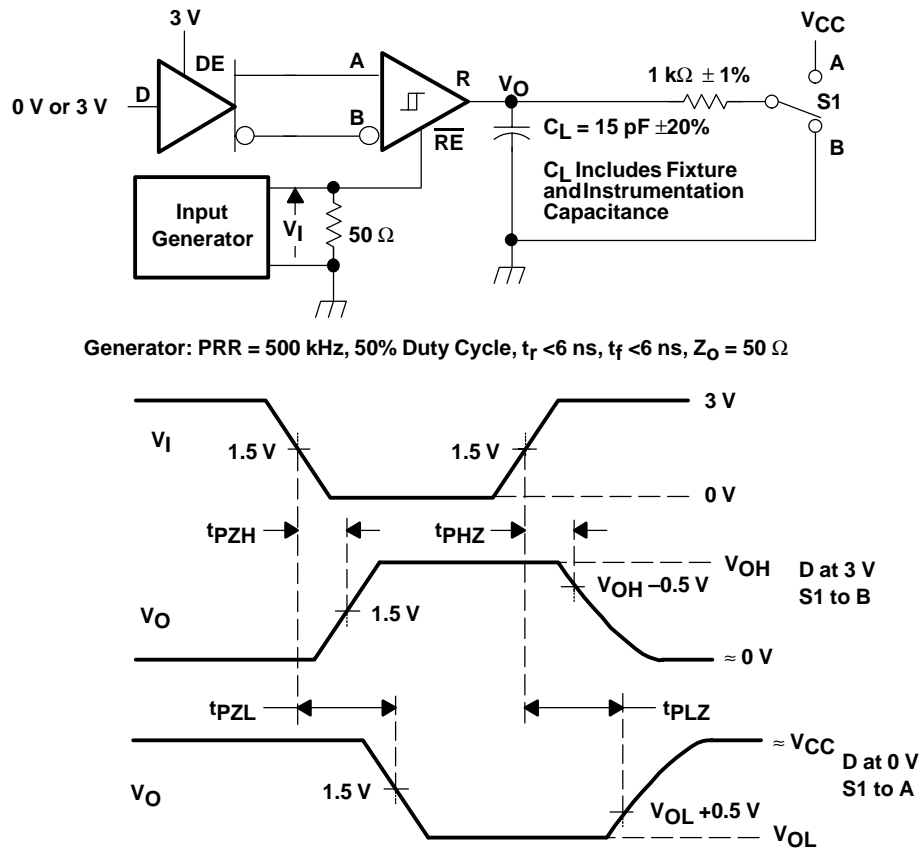 3 V
VCC
DE
A
R
VO
1 kΩ ± 1%
A
0 V or 3 V
D
S1
B
RE
CL = 15 pF ±20%
B
CL Includes Fixture
and Instrumentation
Capacitance
Input
Generator
VI
50 Ω
Generator: PRR = 500 kHz, 50% Duty Cycle, tr <6 ns, tf <6 ns, Zo = 50 Ω
3 V
VI
1.5 V
1.5 V
0 V
tPZH
tPHZ
VOH
D at 3 V
S1 to B
VOH −0.5 V
VO
1.5 V
≈ 0 V
tPZL
tPLZ
≈ VCC
D at 0 V
S1 to A
VO
1.5 V
VOL +0.5 V
VOL